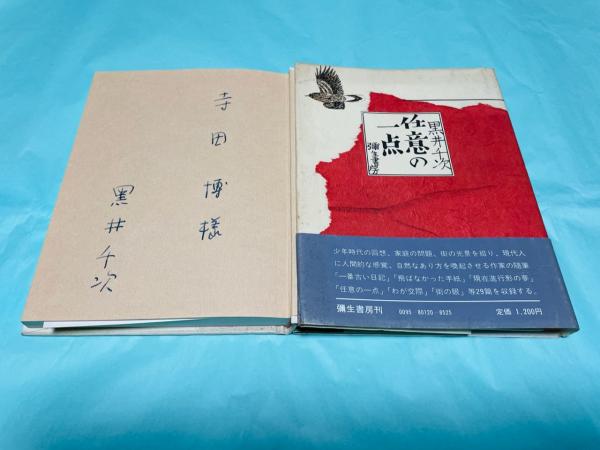 寺田博様
黒井千次
黒井千次
任意の
一点
彌生書房
少年時代の回想、家庭の問題、街の光景を綴り、現代人
に人間的な感覚、自然なあり方を喚起させる作家の随筆
「一番古い日記」「飛ばなかった手紙」「現在進行形の夢」
「任意の一点」「わが交際」「街の眼」等29篇を収録する。
彌生書房刊
0095-80120-8525
定価 1,200円